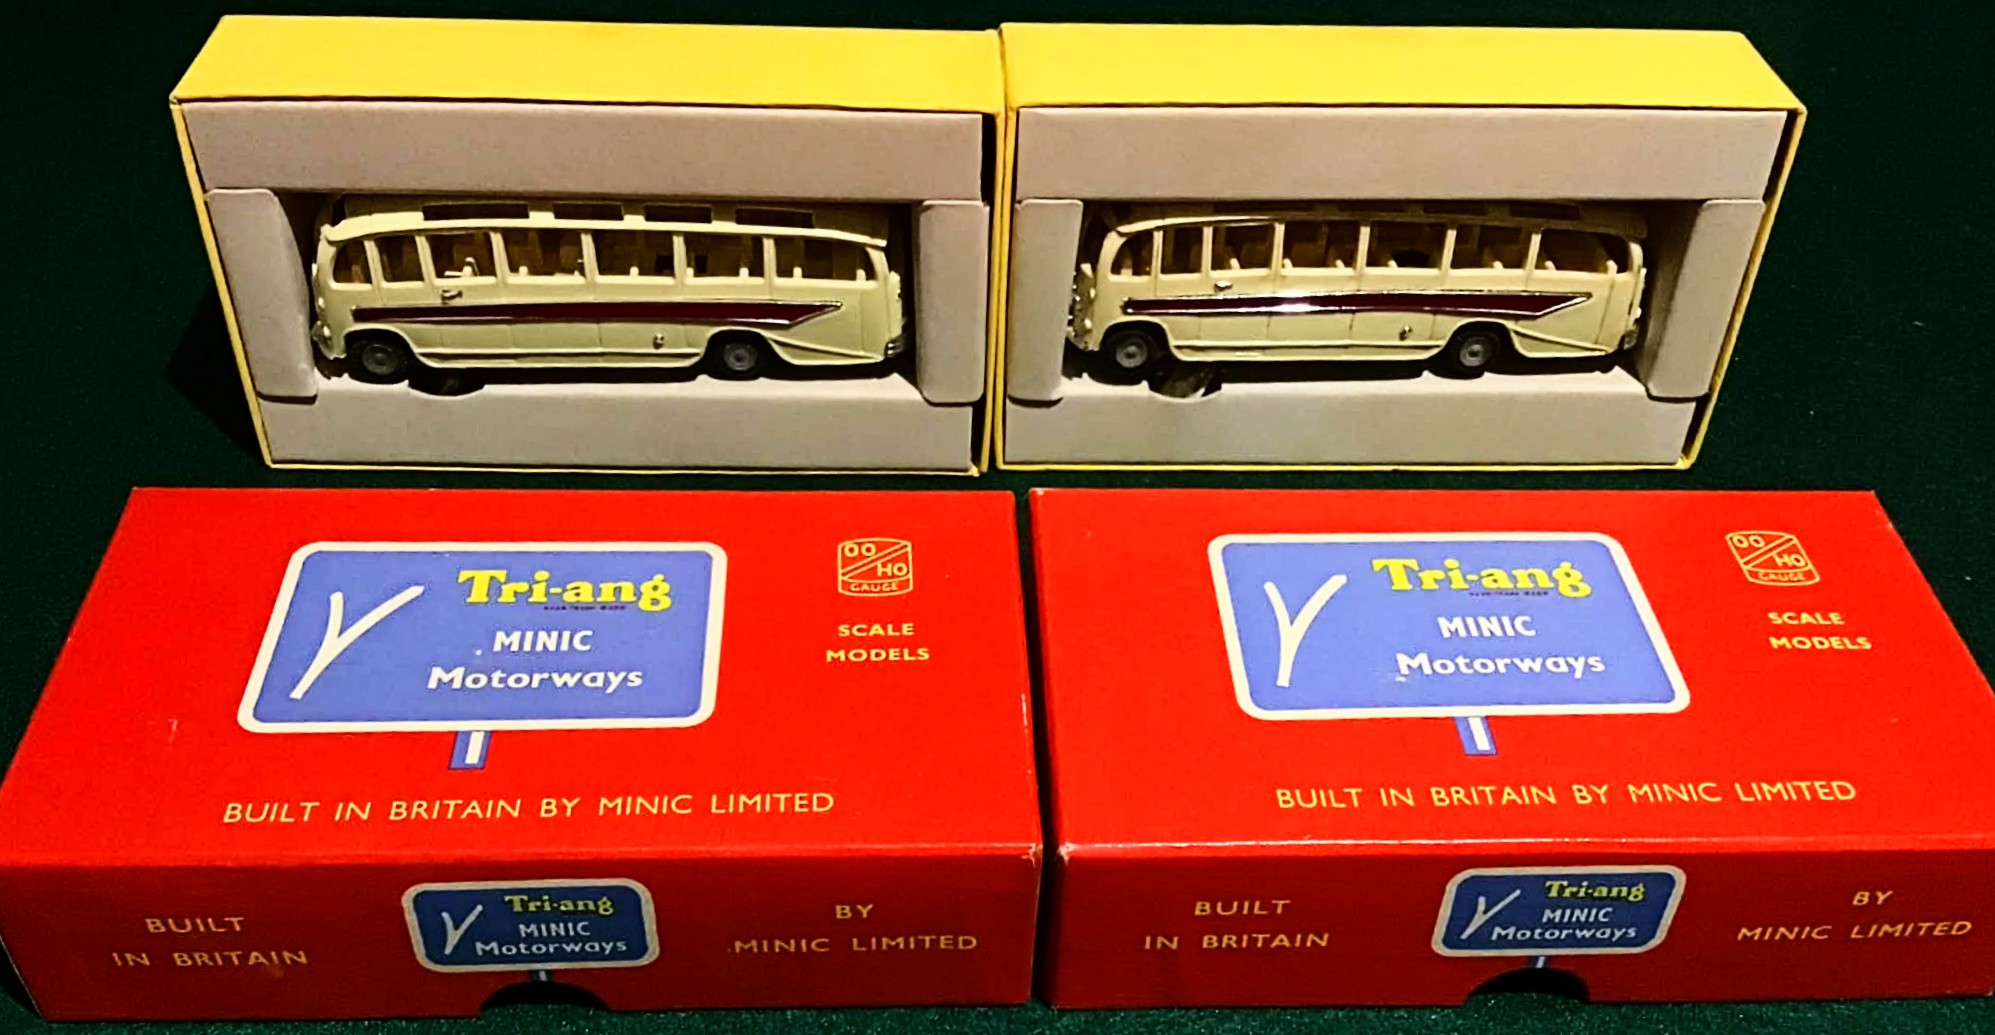 Tri-ang
MINIC
Motorways
OO
HO
GAUGE
SCALE
MODELS
BUILT IN BRITAIN BY MINIC LIMITED
BUILT
IN BRITAIN
Tri-ang
MINIC
Motorways
BY
MINIC LIMITED
Tri-ang
MINIC
Motorways
OO
HO
GAUGE
SCALE
MODELS
BUILT IN BRITAIN BY MINIC LIMITED
BUILT
IN BRITAIN
Tri-ang
MINIC
Motorways
BY
MINIC LIMITED